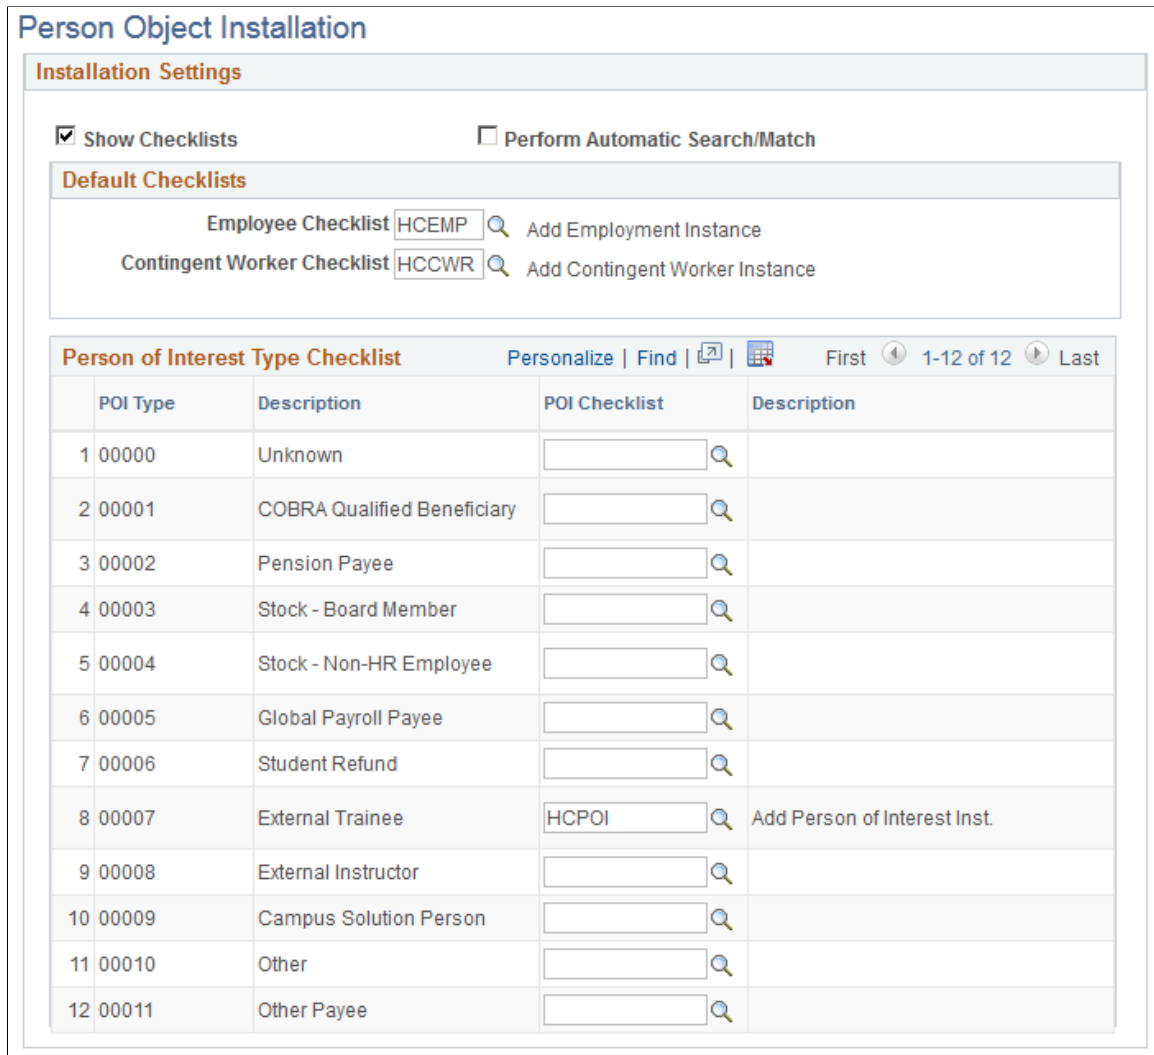 Person Object Installation
Installation Settings
Show Checklists Perform Automatic Search/Match
Default Checklists
Employee Checklist HCEMP Add Employment Instance
Contingent Worker Checklist HCCWR Add Contingent Worker Instance
Person of Interest Type Checklist Personalize | Find | | First 1-12 of 12 Last
POI Type Description POI Checklist Description
1 00000 Unknown
2 00001 COBRA Qualified Beneficiary
3 00002 Pension Payee
4 00003 Stock - Board Member
5 00004 Stock - Non-HR Employee
6 00005 Global Payroll Payee
7 00006 Student Refund
8 00007 External Trainee HCPOI Add Person of Interest Inst.
9 00008 External Instructor
10 00009 Campus Solution Person
11 00010 Other
12 00011 Other Payee